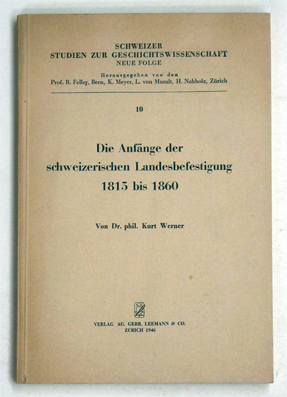 SCHWEIZER
STUDIEN ZUR GESCHICHTSWISSENSCHAFT
NEUE FOLGE
Herausgegeben von den
Prof. R. Feller, Bern, K. Meyer, L. von Muralt, H. Nabholz, Zürich
10
Die Anfänge der
schweizerischen Landesbefestigung
1815 bis 1860
Von Dr. phil. Kurt Werner
VERLAG AG. GEBR. LEEMANN & CO.
ZÜRICH 1946